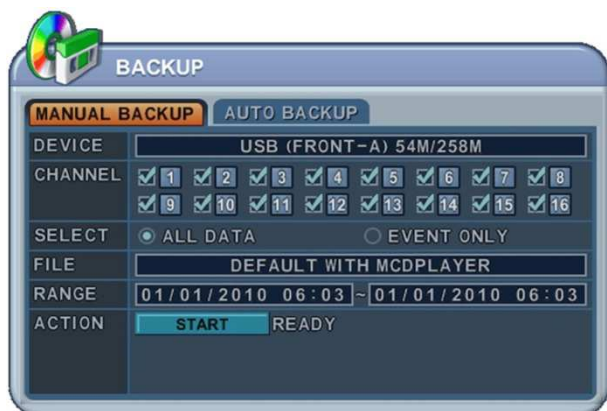 BACKUP
MANUAL BACKUP AUTO BACKUP
DEVICE USB (FRONT-A) 54M/258M
CHANNEL 1 2 3 4 5 6 7 8
9 10 11 12 13 14 15 16
SELECT ALL DATA EVENT ONLY
FILE DEFAULT WITH MCDPLAYER
RANGE 01/01/2010 06:03 ~ 01/01/2010 06:03
ACTION START READY